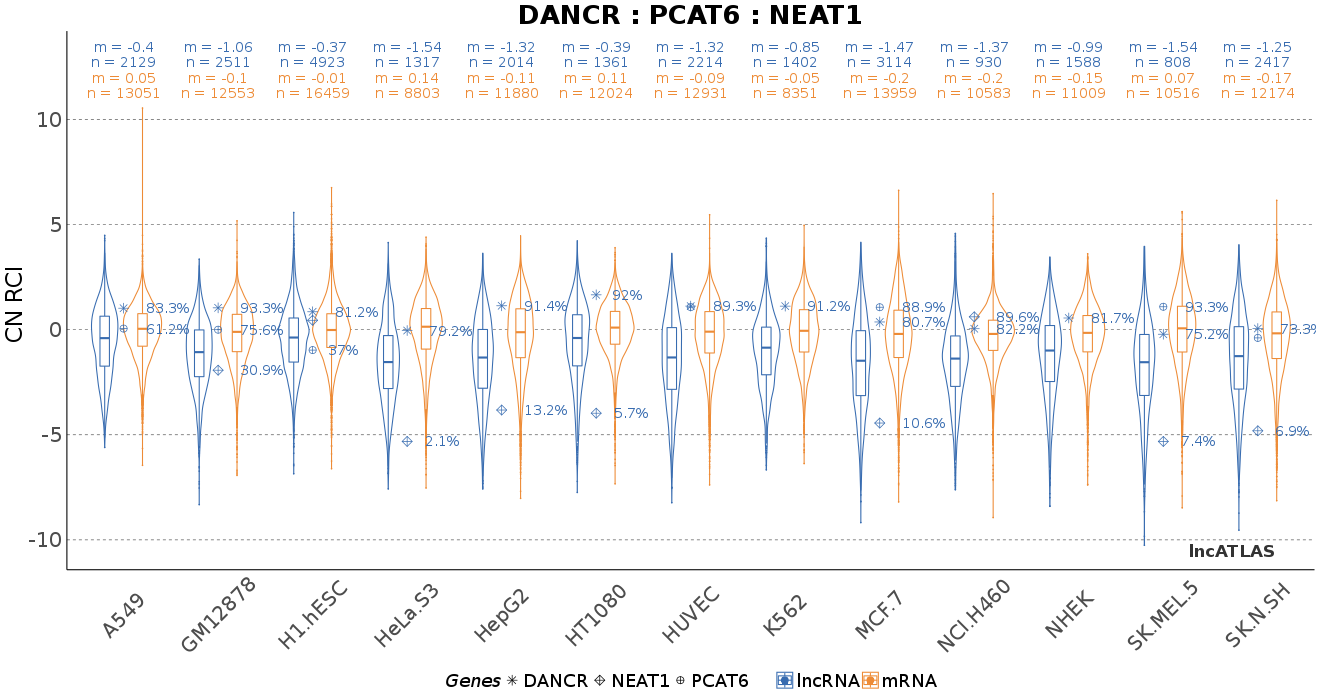 DANCR : PCAT6 : NEAT1
m = -0.4 m = -1.06 m = -0.37 m = -1.54 m = -1.32 m = -0.39 m = -1.32 m = -0.85 m = -1.47 m = -1.37 m = -0.99 m = -1.54 m = -1.25
n = 2129 n = 2511 n = 4923 n = 1317 n = 2014 n = 1361 n = 2214 n = 1402 n = 3114 n = 930 n = 1588 n = 808 n = 2417
m = 0.05 m = -0.1 m = -0.01 m = 0.14 m = -0.11 m = 0.11 m = -0.09 m = -0.05 m = -0.2 m = -0.2 m = -0.15 m = 0.07 m = -0.17
n = 13051 n = 12553 n = 16459 n = 8803 n = 11880 n = 12024 n = 12931 n = 8351 n = 13959 n = 10583 n = 11009 n = 10516 n = 12174
10
5
0
-5
-10
CN RCI
83.3% 61.2%
93.3% 75.6% 30.9%
81.2% 37%
79.2% 2.1%
91.4% 13.2%
92% 5.7%
89.3%
91.2%
88.9% 80.7% 10.6%
89.6% 82.2%
81.7%
93.3% 75.2% 7.4%
73.3% 6.9%
lncATLAS
A549 GM12878 H1.hESC HeLa.S3 HepG2 HT1080 HUVEC K562 MCF.7 NCI.H460 NHEK SK.MEL.5 SK.N.SH
Genes DANCR NEAT1 PCAT6 lncRNA mRNA